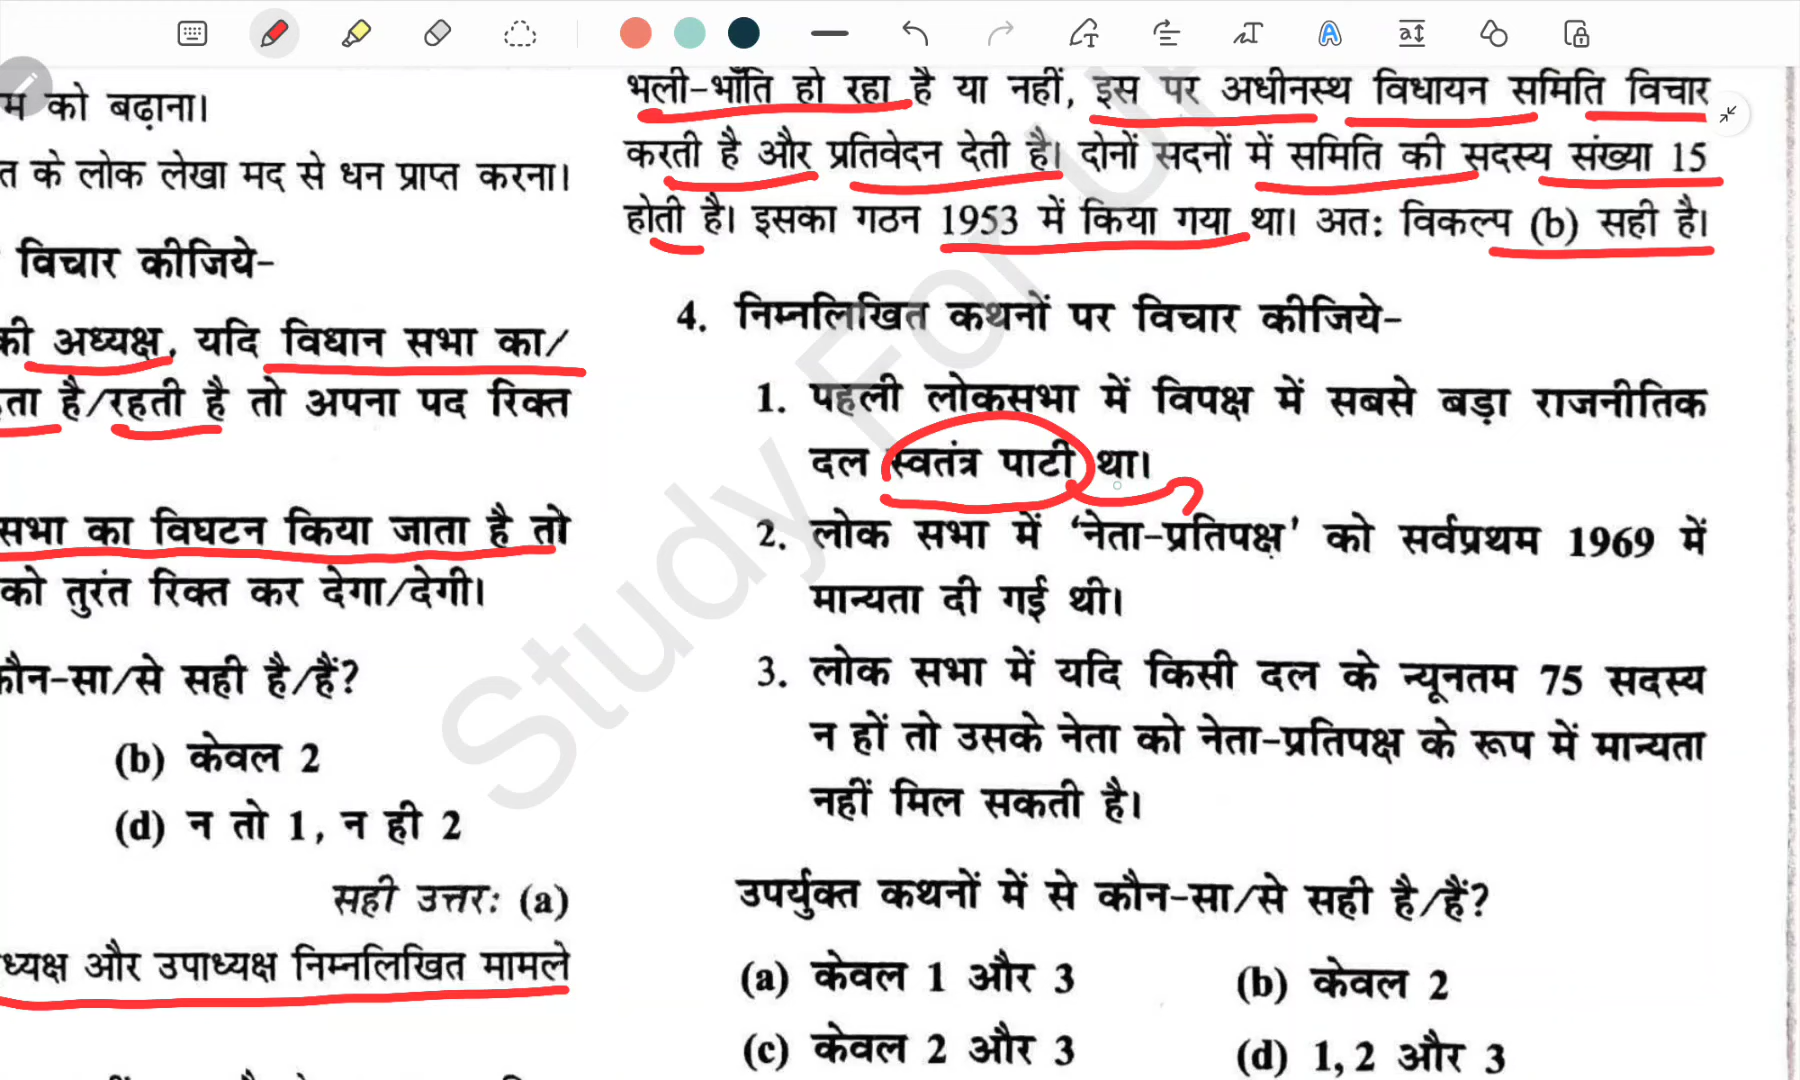 म को बढ़ाना।
त के लोक लेखा मद से धन प्राप्त करना।
विचार कीजिये-
की अध्यक्ष, यदि विधान सभा का/
है/रहती है तो अपना पद रिक्त
सभा का विघटन किया जाता है तो
को तुरंत रिक्त कर देगा/देगी।
कौन-सा/से सही है/हैं?
(b) केवल 2
(d) न तो 1, न ही 2
सही उत्तर: (a)
ध्यक्ष और उपाध्यक्ष निम्नलिखित मामले
भली-भाँति हो रहा है या नहीं, इस पर अधीनस्थ विधायन समिति विचार
करती है और प्रतिवेदन देती है। दोनों सदनों में समिति की सदस्य संख्या 15
होती है। इसका गठन 1953 में किया गया था। अत: विकल्प (b) सही है।
4. निम्नलिखित कथनों पर विचार कीजिये-
1. पहली लोकसभा में विपक्ष में सबसे बड़ा राजनीतिक
दल स्वतंत्र पार्टी था।
2. लोक सभा में ‘नेता-प्रतिपक्ष’ को सर्वप्रथम 1969 में
मान्यता दी गई थी।
3. लोक सभा में यदि किसी दल के न्यूनतम 75 सदस्य
न हों तो उसके नेता को नेता-प्रतिपक्ष के रूप में मान्यता
नहीं मिल सकती है।
उपर्युक्त कथनों में से कौन-सा/से सही है/हैं?
(a) केवल 1 और 3 (b) केवल 2
(c) केवल 2 और 3 (d) 1, 2 और 3
Study For